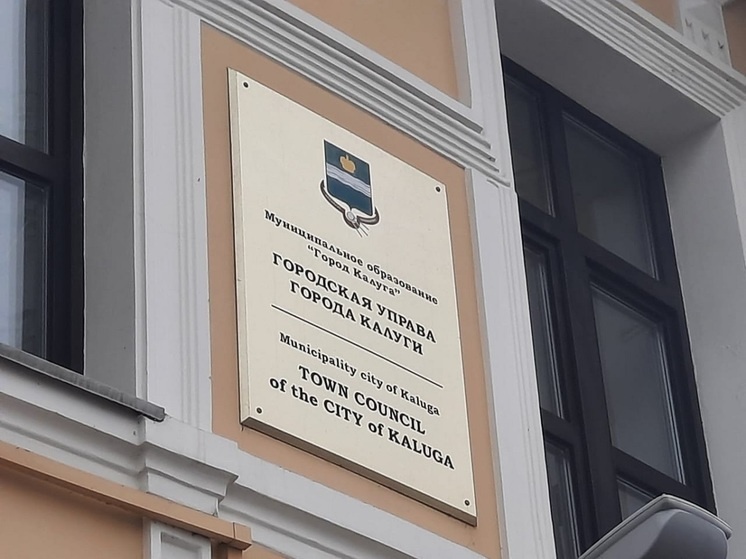 Муниципальное образование
"Город Калуга"
ГОРОДСКАЯ УПРАВА
ГОРОДА КАЛУГИ
Municipality city of Kaluga
TOWN COUNCIL
of the CITY of KALUGA